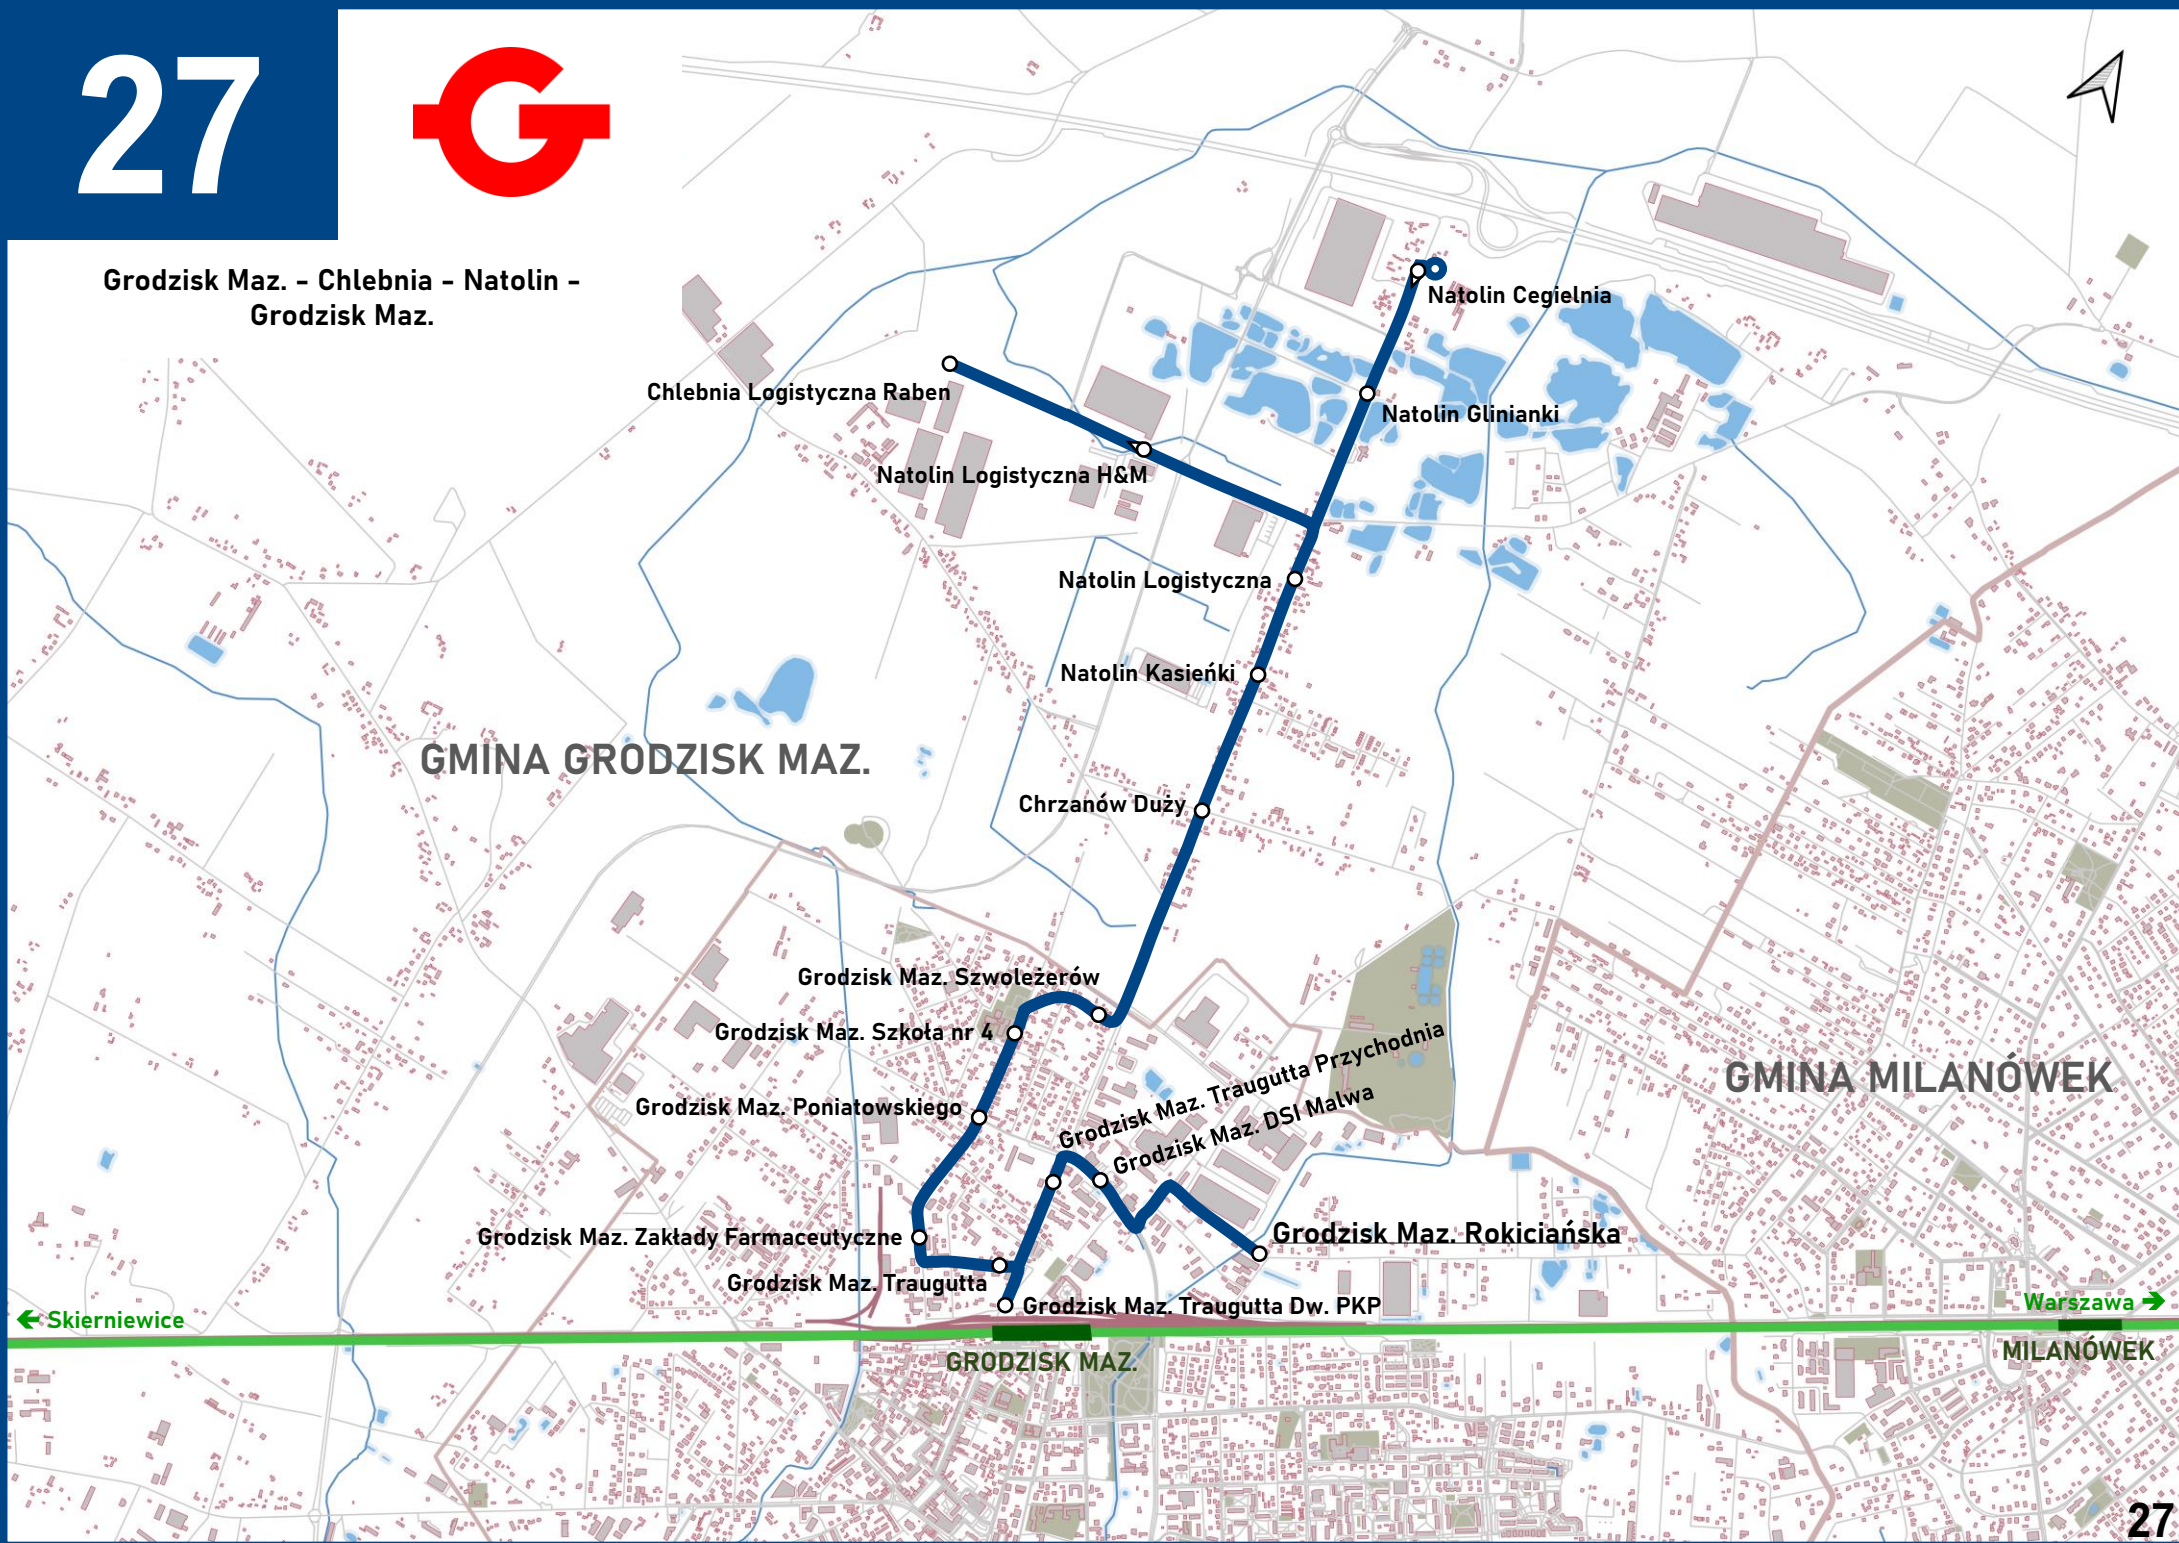 27
G
Grodzisk Maz. - Chlebnia - Natolin -
Grodzisk Maz.
Natolin Cegielnia
Chlebnia Logistyczna Raben
Natolin Glinianki
Natolin Logistyczna H&M
Natolin Logistyczna
Natolin Kasieńki
GMINA GRODZISK MAZ.
Chrzanów Duży
Grodzisk Maz. Szwoleżerów
Grodzisk Maz. Szkoła nr 4
Grodzisk Maz. Traugutta Przychodnia
GMINA MILANÓWEK
Grodzisk Maz. Poniatowskiego
Grodzisk Maz. DSI Malwa
Grodzisk Maz. Zakłady Farmaceutyczne
Grodzisk Maz. Rokiciańska
Grodzisk Maz. Traugutta
Grodzisk Maz. Traugutta Dw. PKP
← Skierniewice
Warszawa →
GRODZISK MAZ.
MILANÓWEK
27